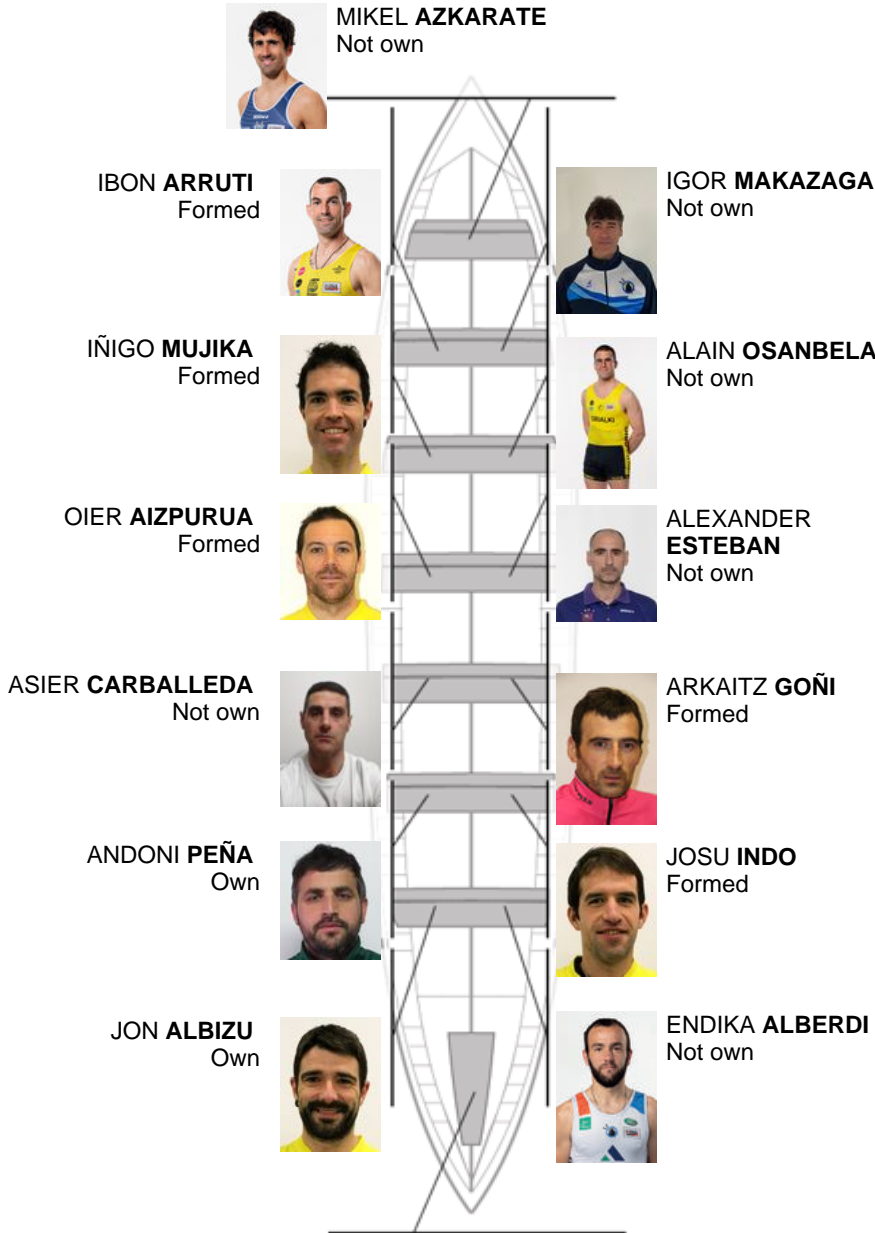 MIKEL AZKARATE
Not own
IBON ARRUTI
Formed
IGOR MAKAZAGA
Not own
IÑIGO MUJIKA
Formed
ALAIN OSANBELA
Not own
OIER AIZPURUA
Formed
ALEXANDER
ESTEBAN
Not own
ASIER CARBALLEDA
Not own
ARKAITZ GOÑI
Formed
ANDONI PEÑA
Own
JOSU INDO
Formed
JON ALBIZU
Own
ENDIKA ALBERDI
Not own